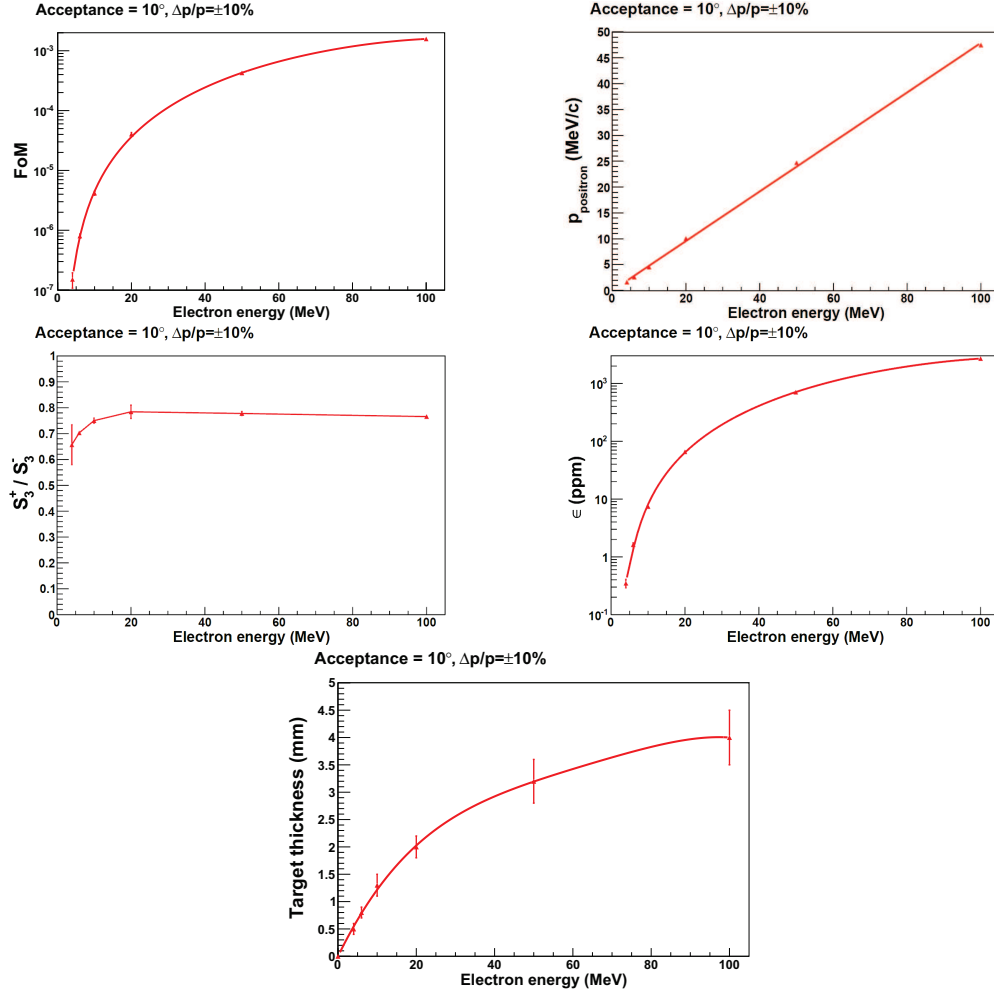 Acceptance = 10°, Δp/p=±10%
FoM
10⁻³
10⁻⁴
10⁻⁵
10⁻⁶
10⁻⁷
0 20 40 60 80 100
Electron energy (MeV)
Acceptance = 10°, Δp/p=±10%
p_positron (MeV/c)
50
45
40
35
30
25
20
15
10
5
0
0 20 40 60 80 100
Electron energy (MeV)
Acceptance = 10°, Δp/p=±10%
S₃⁺ / S₃⁻
1
0.9
0.8
0.7
0.6
0.5
0.4
0.3
0.2
0.1
0
0 20 40 60 80 100
Electron energy (MeV)
Acceptance = 10°, Δp/p=±10%
∈ (ppm)
10³
10²
10
1
10⁻¹
0 20 40 60 80 100
Electron energy (MeV)
Acceptance = 10°, Δp/p=±10%
Target thickness (mm)
5
4.5
4
3.5
3
2.5
2
1.5
1
0.5
0
0 20 40 60 80 100
Electron energy (MeV)